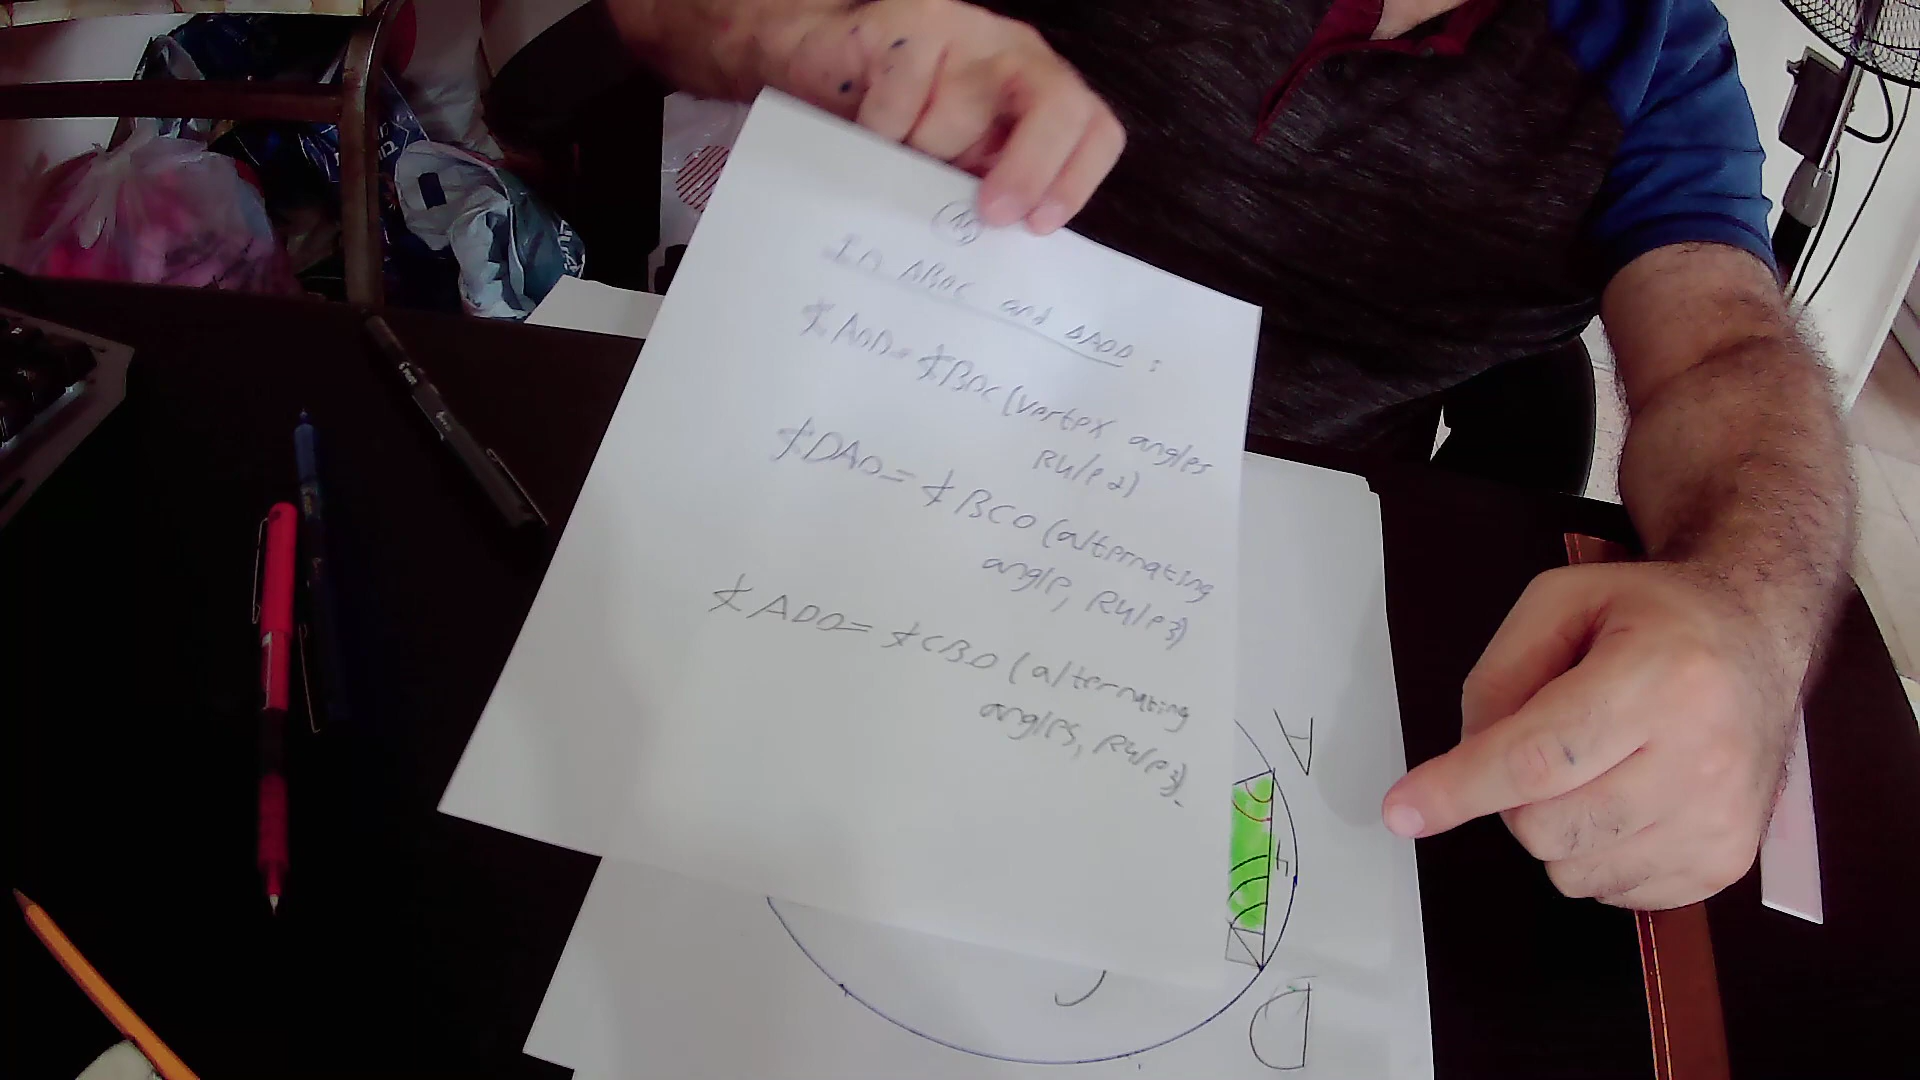 In ΔBOC and ΔAOD :
∢AOD = ∢BOC (vertex angles
Rule 2)
∢DAO = ∢BCO (alternating
angle, Rule 3)
∢ADO = ∢CBO (alternating
angles, Rule 3).
A
D